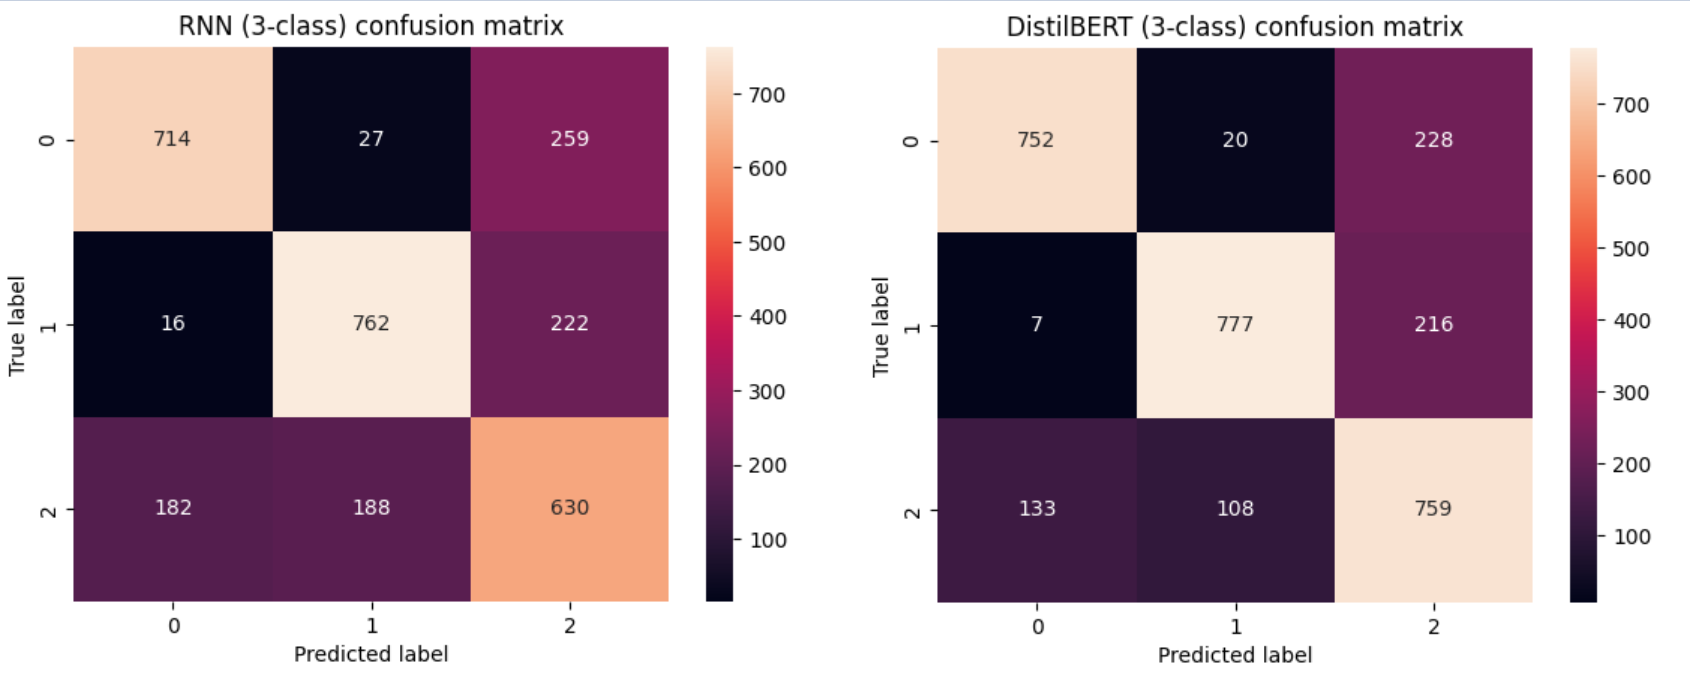 RNN (3-class) confusion matrix
714 27 259
16 762 222
182 188 630
0
1
2
True label
0 1 2
Predicted label
700
600
500
400
300
200
100
DistilBERT (3-class) confusion matrix
752 20 228
7 777 216
133 108 759
0
1
2
True label
0 1 2
Predicted label
700
600
500
400
300
200
100